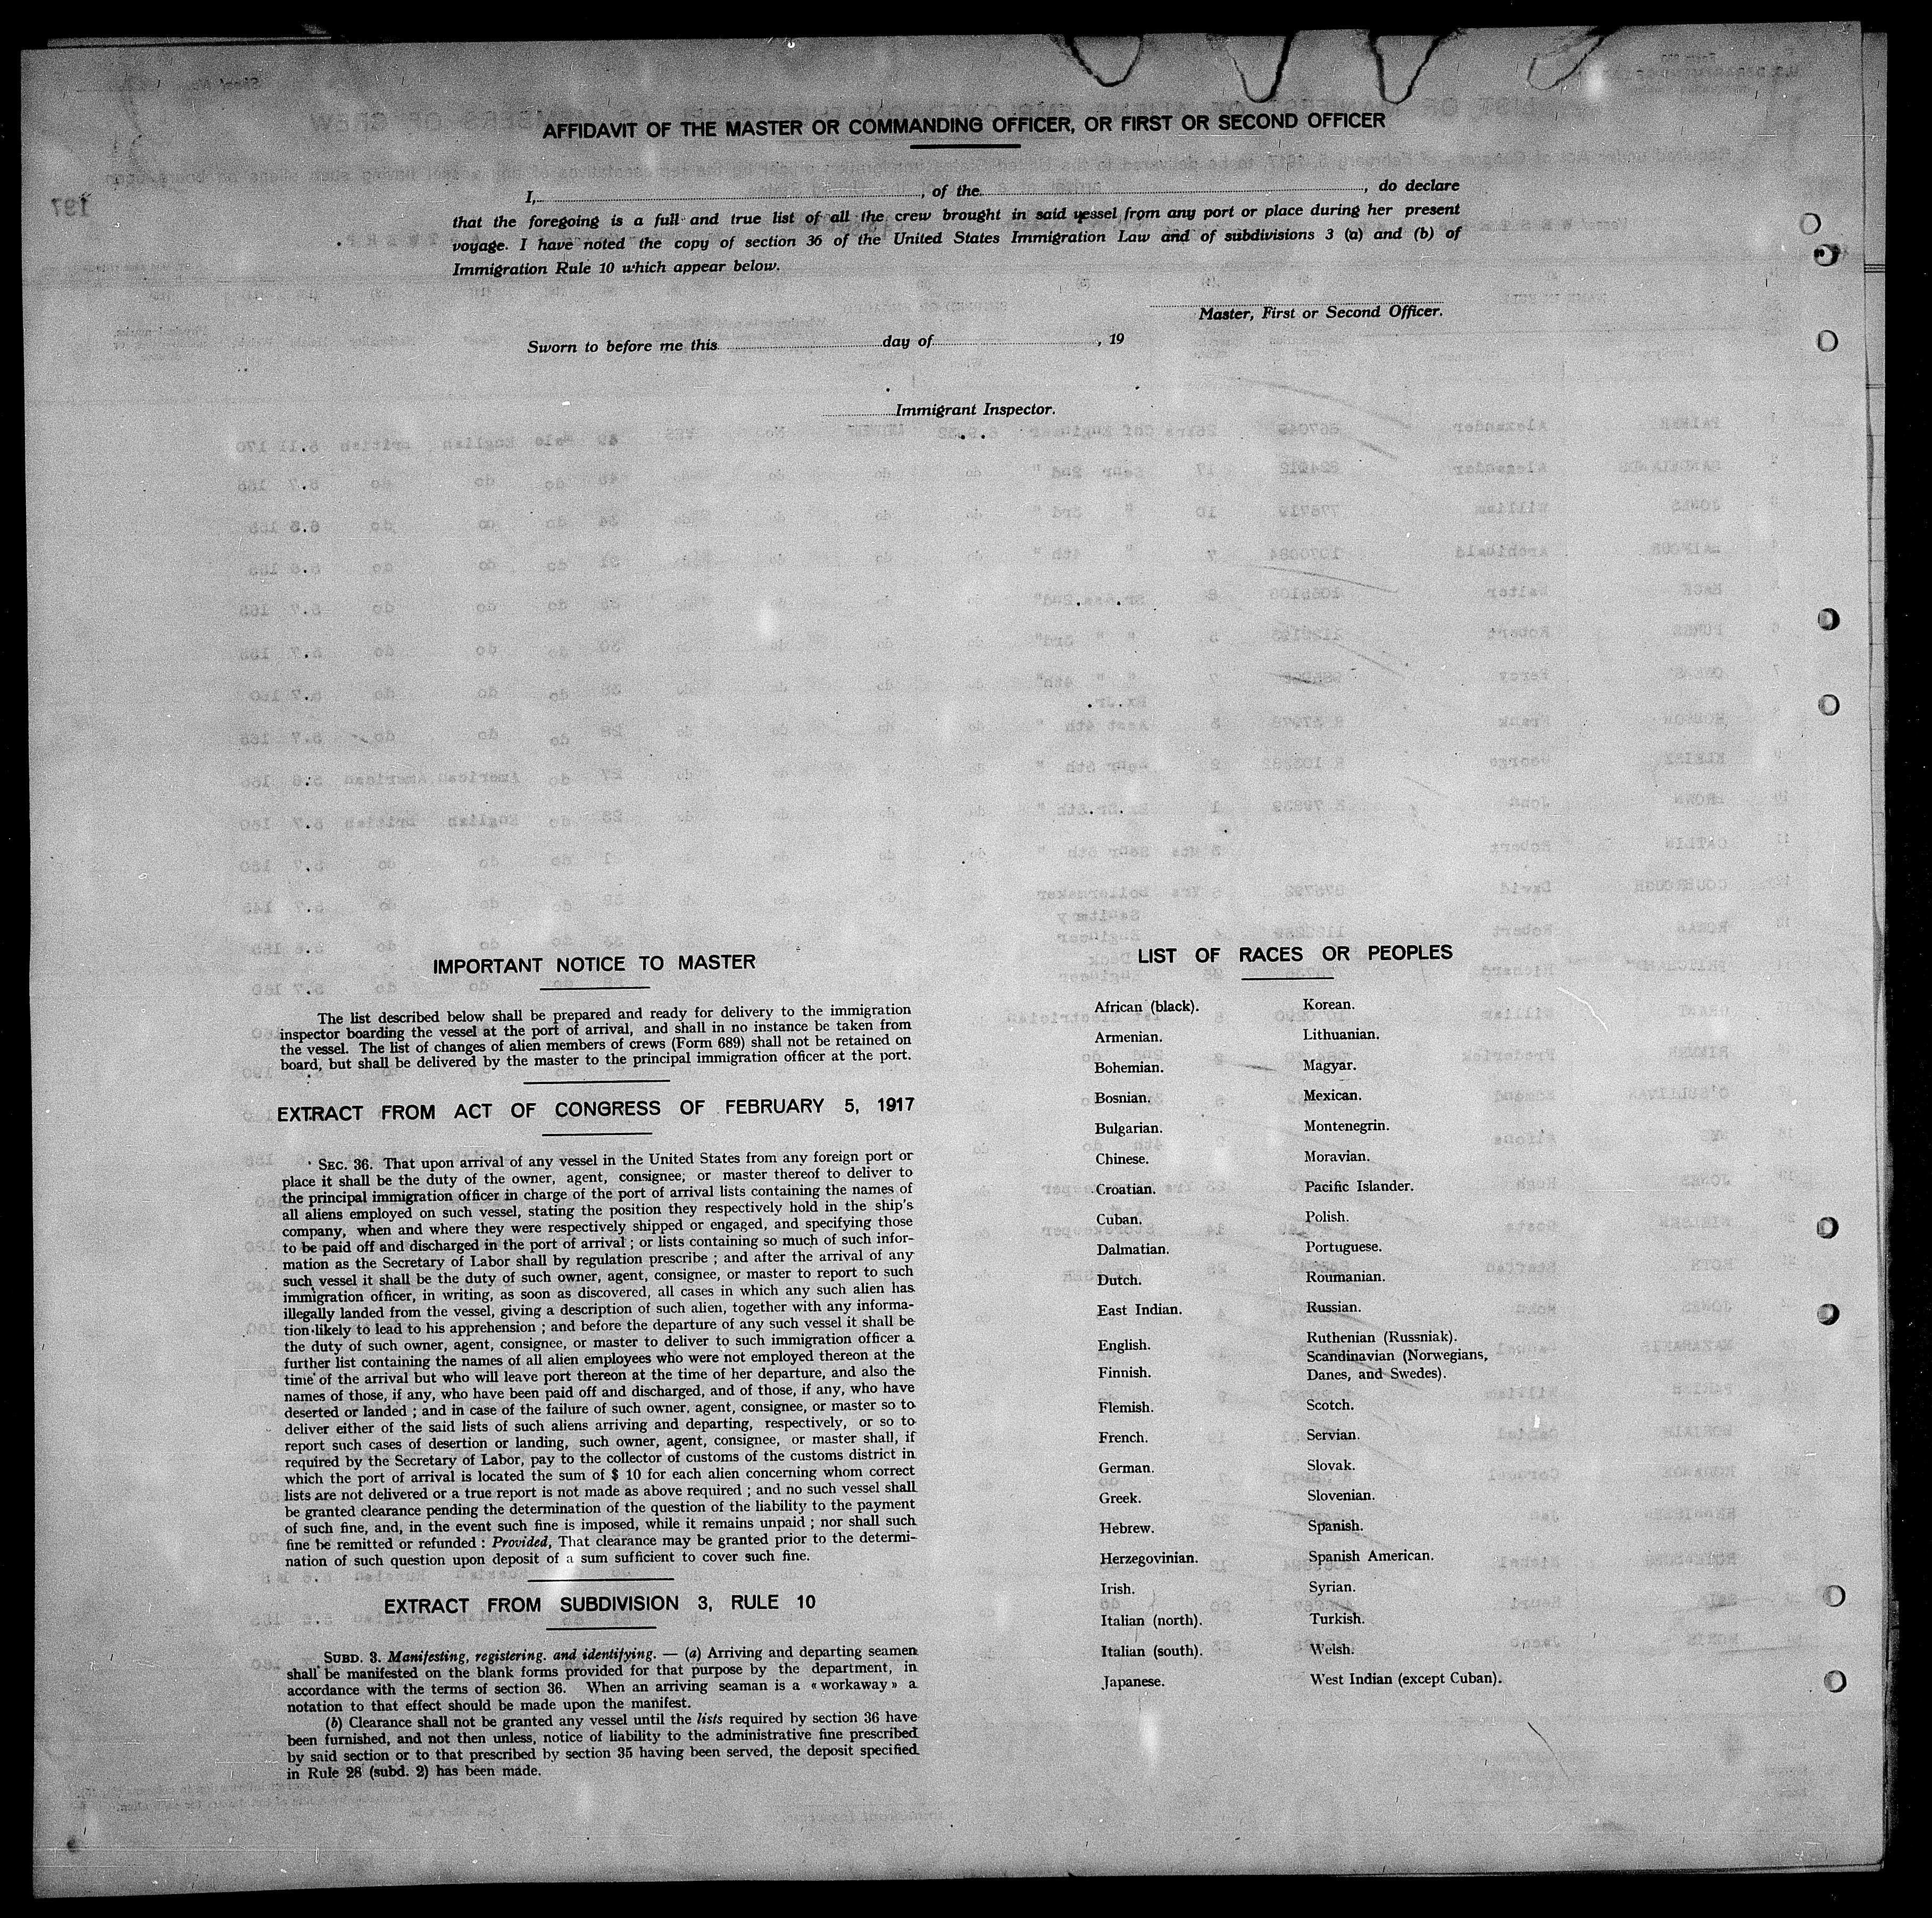 AFFIDAVIT OF THE MASTER OR COMMANDING OFFICER, OR FIRST OR SECOND OFFICER
I, , of the , do declare
that the foregoing is a full and true list of all the crew brought in said vessel from any port or place during her present
voyage. I have noted the copy of section 36 of the United States Immigration Law and of subdivisions 3 (a) and (b) of
Immigration Rule 10 which appear below.
Master, First or Second Officer.
Sworn to before me this day of , 19
Immigrant Inspector.
IMPORTANT NOTICE TO MASTER
The list described below shall be prepared and ready for delivery to the immigration
inspector boarding the vessel at the port of arrival, and shall in no instance be taken from
the vessel. The list of changes of alien members of crews (Form 689) shall not be retained on
board, but shall be delivered by the master to the principal immigration officer at the port.
EXTRACT FROM ACT OF CONGRESS OF FEBRUARY 5, 1917
SEC. 36. That upon arrival of any vessel in the United States from any foreign port or
place it shall be the duty of the owner, agent, consignee; or master thereof to deliver to
the principal immigration officer in charge of the port of arrival lists containing the names of
all aliens employed on such vessel, stating the position they respectively hold in the ship's
company, when and where they were respectively shipped or engaged, and specifying those
to be paid off and discharged in the port of arrival ; or lists containing so much of such infor-
mation as the Secretary of Labor shall by regulation prescribe ; and after the arrival of any
such vessel it shall be the duty of such owner, agent, consignee, or master to report to such
immigration officer, in writing, as soon as discovered, all cases in which any such alien has
illegally landed from the vessel, giving a description of such alien, together with any informa-
tion likely to lead to his apprehension ; and before the departure of any such vessel it shall be
the duty of such owner, agent, consignee, or master to deliver to such immigration officer a
further list containing the names of all alien employees who were not employed thereon at the
time of the arrival but who will leave port thereon at the time of her departure, and also the
names of those, if any, who have been paid off and discharged, and of those, if any, who have
deserted or landed ; and in case of the failure of such owner, agent, consignee, or master so to
deliver either of the said lists of such aliens arriving and departing, respectively, or so to
report such cases of desertion or landing, such owner, agent, consignee, or master shall, if
required by the Secretary of Labor, pay to the collector of customs of the customs district in
which the port of arrival is located the sum of $ 10 for each alien concerning whom correct
lists are not delivered or a true report is not made as above required ; and no such vessel shall
be granted clearance pending the determination of the question of the liability to the payment
of such fine, and, in the event such fine is imposed, while it remains unpaid ; nor shall such
fine be remitted or refunded : Provided, That clearance may be granted prior to the determi-
nation of such question upon deposit of a sum sufficient to cover such fine.
EXTRACT FROM SUBDIVISION 3, RULE 10
SUBD. 3. Manifesting, registering. and identifying. — (a) Arriving and departing seamen
shall be manifested on the blank forms provided for that purpose by the department, in
accordance with the terms of section 36. When an arriving seaman is a « workaway » a
notation to that effect should be made upon the manifest.
(b) Clearance shall not be granted any vessel until the lists required by section 36 have
been furnished, and not then unless, notice of liability to the administrative fine prescribed
by said section or to that prescribed by section 35 having been served, the deposit specified
in Rule 28 (subd. 2) has been made.
LIST OF RACES OR PEOPLES
African (black).
Armenian.
Bohemian.
Bosnian.
Bulgarian.
Chinese.
Croatian.
Cuban.
Dalmatian.
Dutch.
East Indian.
English.
Finnish.
Flemish.
French.
German.
Greek.
Hebrew.
Herzegovinian.
Irish.
Italian (north).
Italian (south).
Japanese.
Korean.
Lithuanian.
Magyar.
Mexican.
Montenegrin.
Moravian.
Pacific Islander.
Polish.
Portuguese.
Roumanian.
Russian.
Ruthenian (Russniak).
Scandinavian (Norwegians,
Danes, and Swedes).
Scotch.
Servian.
Slovak.
Slovenian.
Spanish.
Spanish American.
Syrian.
Turkish.
Welsh.
West Indian (except Cuban).